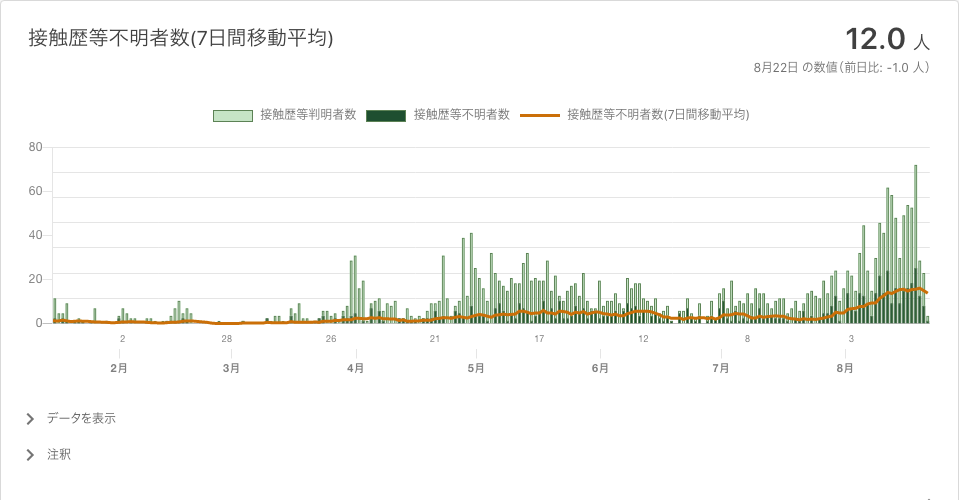 接触歴等不明者数(7日間移動平均)
12.0 人
8月22日 の数値（前日比: -1.0 人）
接触歴等判明者数 接触歴等不明者数 接触歴等不明者数(7日間移動平均)
80
60
40
20
0
2 28 26 21 17 12 8 3
2月 3月 4月 5月 6月 7月 8月
データを表示
注釈